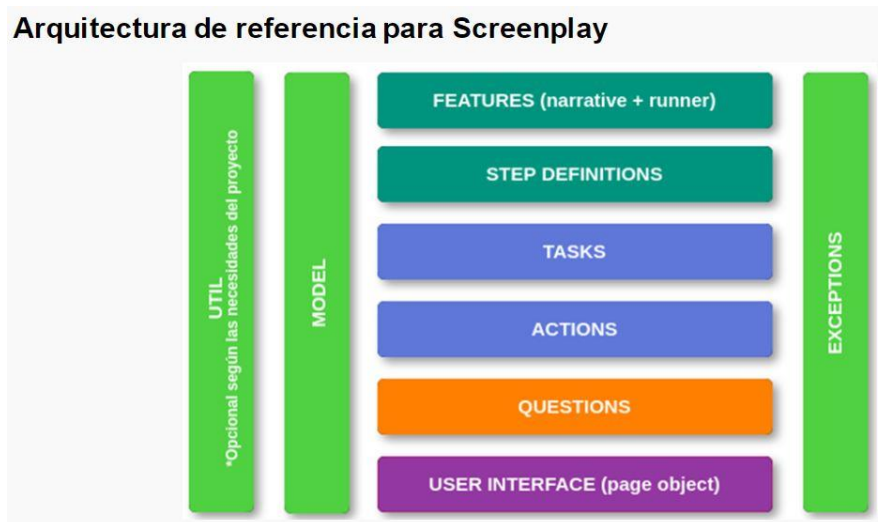 Arquitectura de referencia para Screenplay
UTIL
*Opcional según las necesidades del proyecto
MODEL
FEATURES (narrative + runner)
STEP DEFINITIONS
TASKS
ACTIONS
QUESTIONS
USER INTERFACE (page object)
EXCEPTIONS